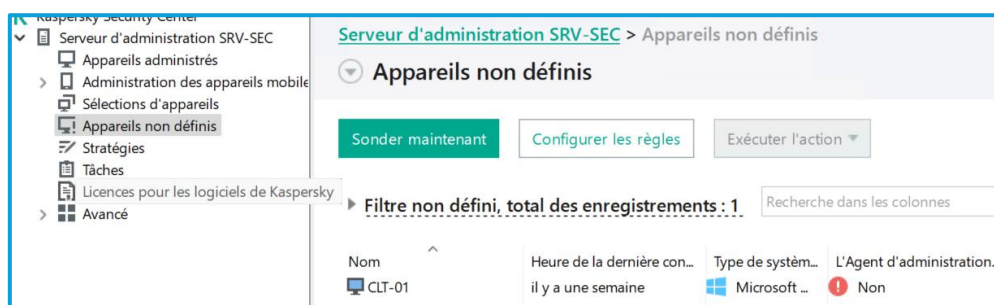 Kaspersky Security Center
Serveur d'administration SRV-SEC
Appareils administrés
Administration des appareils mobile
Sélections d'appareils
Appareils non définis
Stratégies
Tâches
Licences pour les logiciels de Kaspersky
Avancé
Serveur d'administration SRV-SEC > Appareils non définis
Appareils non définis
Sonder maintenant
Configurer les règles
Exécuter l'action
Filtre non défini, total des enregistrements : 1
Recherche dans les colonnes
Nom Heure de la dernière con... Type de systèm... L'Agent d'administration.
CLT-01 il y a une semaine Microsoft ... Non